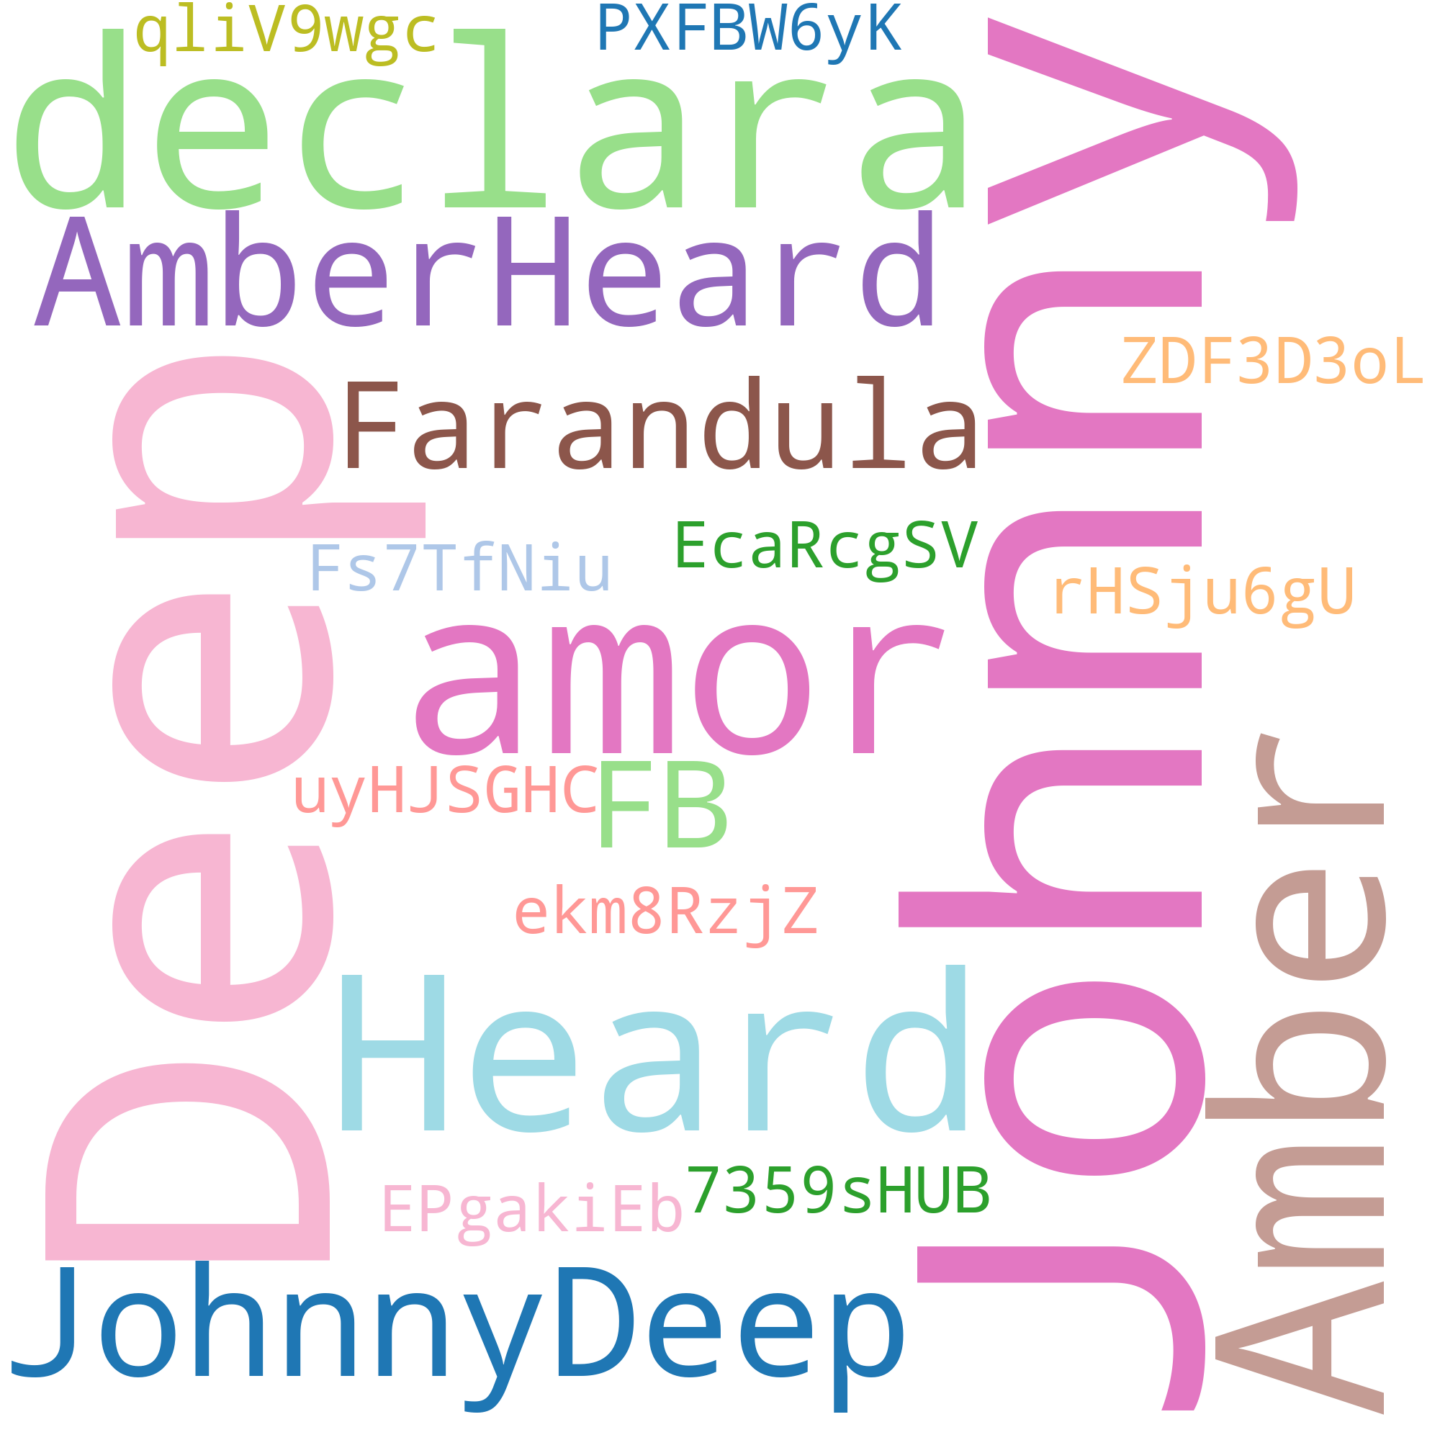 qliV9wgc
PXFBW6yK
declara
Johnny
AmberHeard
ZDF3D3oL
Deep
Farandula
EcaRcgSV
Fs7TfNiu
rHSju6gU
amor
Amber
uyHJSGHC
FB
ekm8RzjZ
Heard
7359sHUB
EPgakiEb
JohnnyDeep